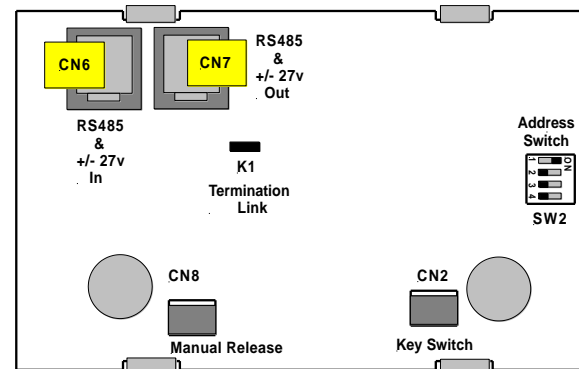 CN6
CN7
RS485
&
+/- 27v
Out
RS485
&
+/- 27v
In
K1
Termination
Link
Address
Switch
ON
1
2
3
4
SW2
CN8
Manual Release
CN2
Key Switch